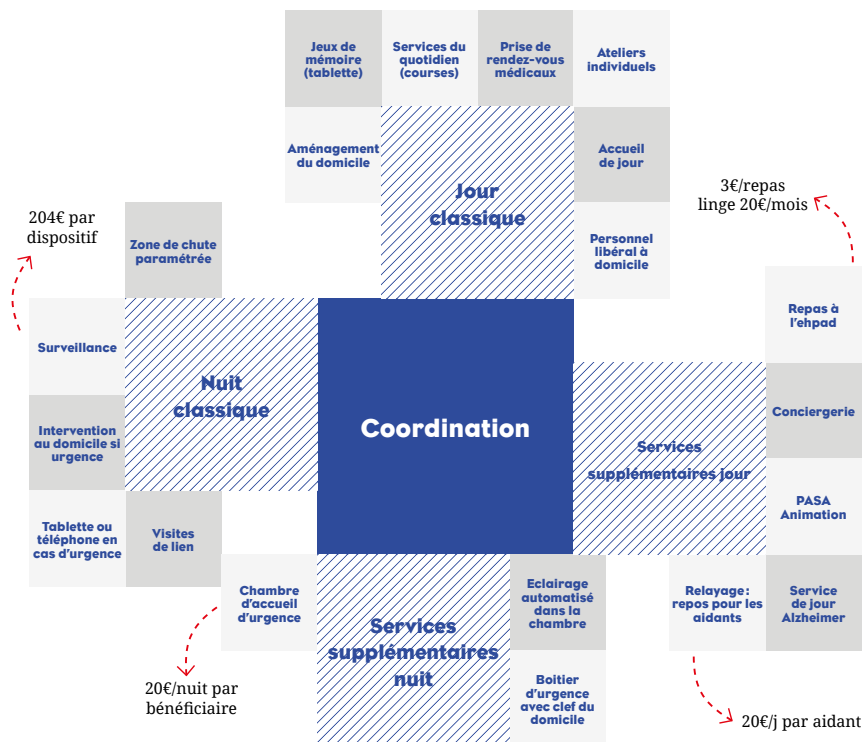 Jeux de
mémoire
(tablette)
Services du
quotidien
(courses)
Prise de
rendez-vous
médicaux
Ateliers
individuels
Aménagement
du domicile
Jour
classique
Accueil
de jour
Personnel
libéral à
domicile
3€/repas
linge 20€/mois
204€ par
dispositif
Zone de chute
paramétrée
Surveillance
Nuit
classique
Intervention
au domicile si
urgence
Tablette ou
téléphone en
cas d'urgence
Visites
de lien
Coordination
Repas à
l'ehpad
Conciergerie
Services
supplémentaires jour
PASA
Animation
Relayage :
repos pour les
aidants
Service
de jour
Alzheimer
Chambre
d'accueil
d'urgence
Services
supplémentaires
nuit
Eclairage
automatisé
dans la
chambre
Boitier
d'urgence
avec clef du
domicile
20€/nuit par
bénéficiaire
20€/j par aidant